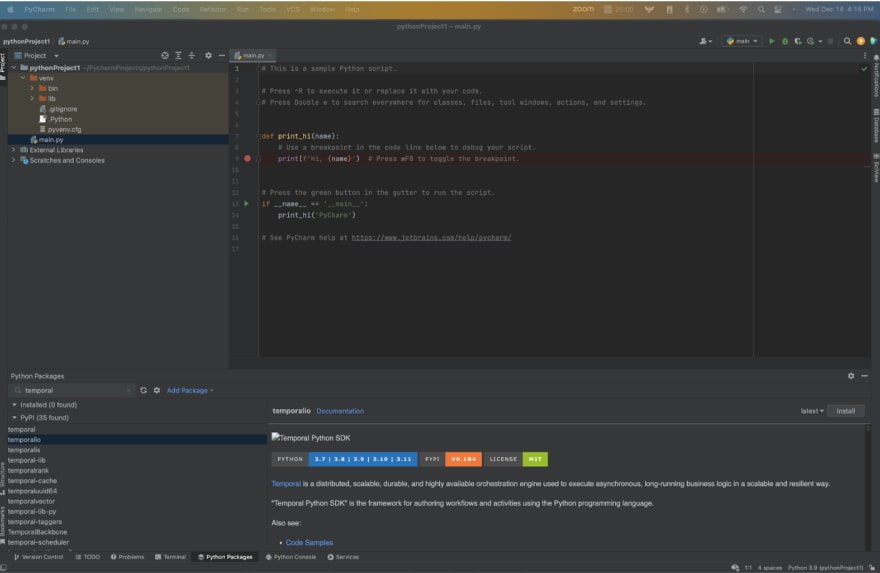 PyCharm File Edit View Navigate Code Refactor Run Tools VCS Window Help zoom 25:00 Wed Dec 14 4:15 PM
pythonProject1 – main.py
pythonProject1 main.py main
Project main.py
pythonProject1 ~/PycharmProjects/pythonProject1
venv
bin
lib
.gitignore
.Python
pyvenv.cfg
main.py
External Libraries
Scratches and Consoles
Project
Structure
Bookmarks
Notifications
Database
SciView
1 # This is a sample Python script.
2
3 # Press ^R to execute it or replace it with your code.
4 # Press Double ⇧ to search everywhere for classes, files, tool windows, actions, and settings.
5
6
7 def print_hi(name):
8 # Use a breakpoint in the code line below to debug your script.
9 print(f'Hi, {name}') # Press ⌘F8 to toggle the breakpoint.
10
11
12 # Press the green button in the gutter to run the script.
13 if __name__ == '__main__':
14 print_hi('PyCharm')
15
16 # See PyCharm help at https://www.jetbrains.com/help/pycharm/
17
Python Packages
temporal Add Package
Installed (0 found)
PyPI (35 found)
temporal
temporalio
temporalis
temporal-lib
temporalrank
temporal-cache
temporaluuid64
temporalvector
temporal-lib-py
temporal-taggers
TemporalBackbone
temporal-scheduler
temporalio Documentation latest Install
Temporal Python SDK
PYTHON 3.7 | 3.8 | 3.9 | 3.10 | 3.11 PYPI V0.1B4 LICENSE MIT
Temporal is a distributed, scalable, durable, and highly available orchestration engine used to execute asynchronous, long-running business logic in a scalable and resilient way.
"Temporal Python SDK" is the framework for authoring workflows and activities using the Python programming language.
Also see:
• Code Samples
Version Control TODO Problems Terminal Python Packages Python Console Services
1:1 4 spaces Python 3.9 (pythonProject1)